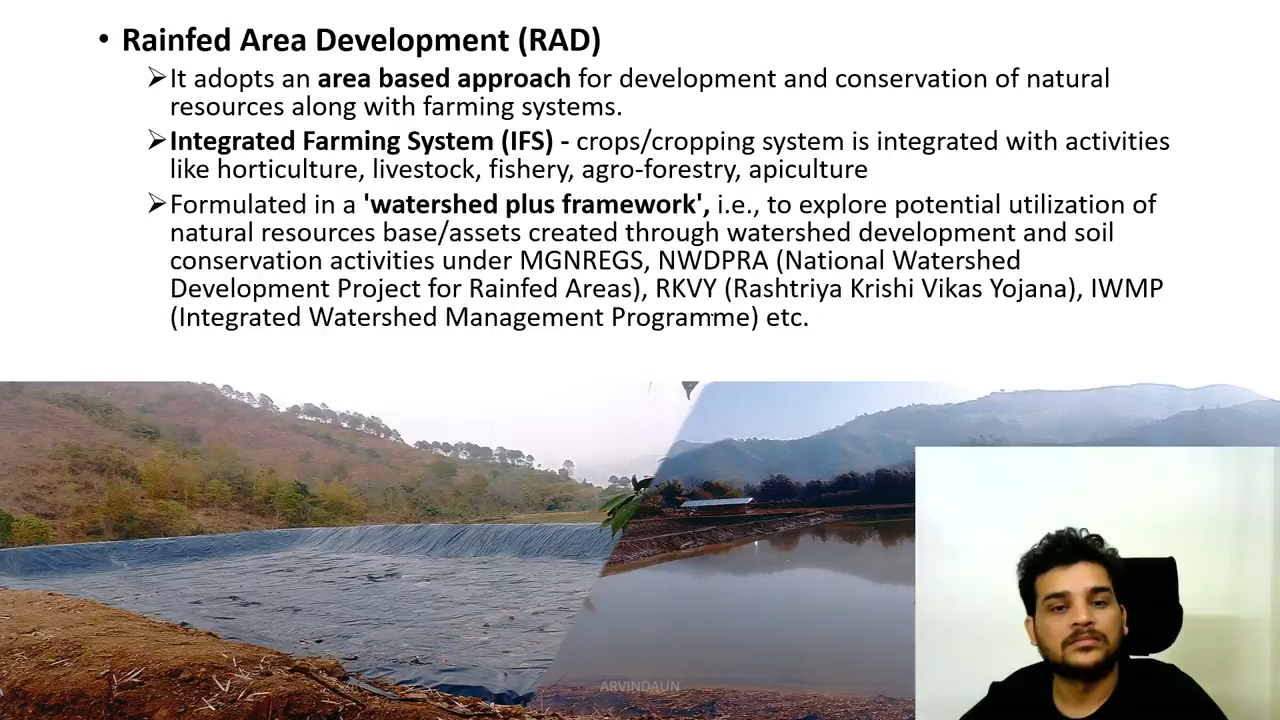 • Rainfed Area Development (RAD)
➢It adopts an area based approach for development and conservation of natural
resources along with farming systems.
➢Integrated Farming System (IFS) - crops/cropping system is integrated with activities
like horticulture, livestock, fishery, agro-forestry, apiculture
➢Formulated in a 'watershed plus framework', i.e., to explore potential utilization of
natural resources base/assets created through watershed development and soil
conservation activities under MGNREGS, NWDPRA (National Watershed
Development Project for Rainfed Areas), RKVY (Rashtriya Krishi Vikas Yojana), IWMP
(Integrated Watershed Management Programme) etc.
ARVINDAUN